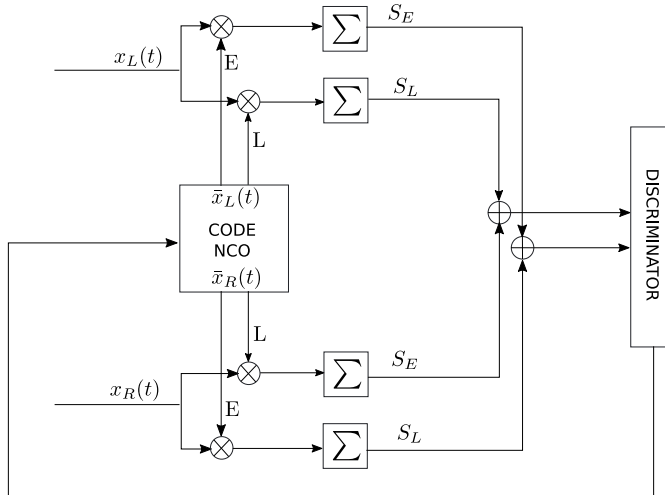 S_E
x_L(t)
∑
E
S_L
∑
L
x̄_L(t)
CODE
NCO
x̄_R(t)
DISCRIMINATOR
L
S_E
∑
x_R(t)
E
S_L
∑